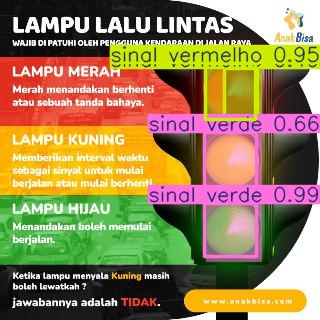 LAMPU LALU LINTAS
WAJIB DI PATUHI OLEH PENGGUNA KENDARAAN DI JALAN RAYA
AnakBisa
sinal vermelho 0.95
LAMPU MERAH
Merah menandakan berhenti
atau sebuah tanda bahaya.
sinal verde 0.66
LAMPU KUNING
Memberikan interval waktu
sebagai sinyal untuk mulai
berjalan atau mulai berhenti
sinal verde 0.99
LAMPU HIJAU
Menandakan boleh memulai
berjalan.
Ketika lampu menyala Kuning masih
boleh lewatkah ?
jawabannya adalah TIDAK.
www.anakbisa.com